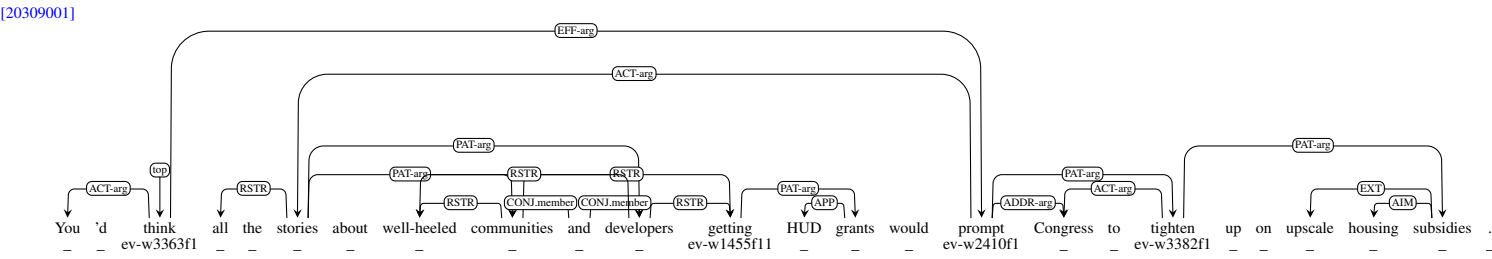 [20309001]
EFF-arg
ACT-arg
PAT-arg PAT-arg
top PAT-arg RSTR RSTR PAT-arg
ACT-arg RSTR PAT-arg ACT-arg EXT
RSTR CONJ.member CONJ.member RSTR APP ADDR-arg AIM
You 'd think all the stories about well-heeled communities and developers getting HUD grants would prompt Congress to tighten up on upscale housing subsidies .
_ _ ev-w3363f1 _ _ _ _ _ _ _ _ ev-w1455f11 _ _ _ ev-w2410f1 _ _ ev-w3382f1 _ _ _ _ _ _